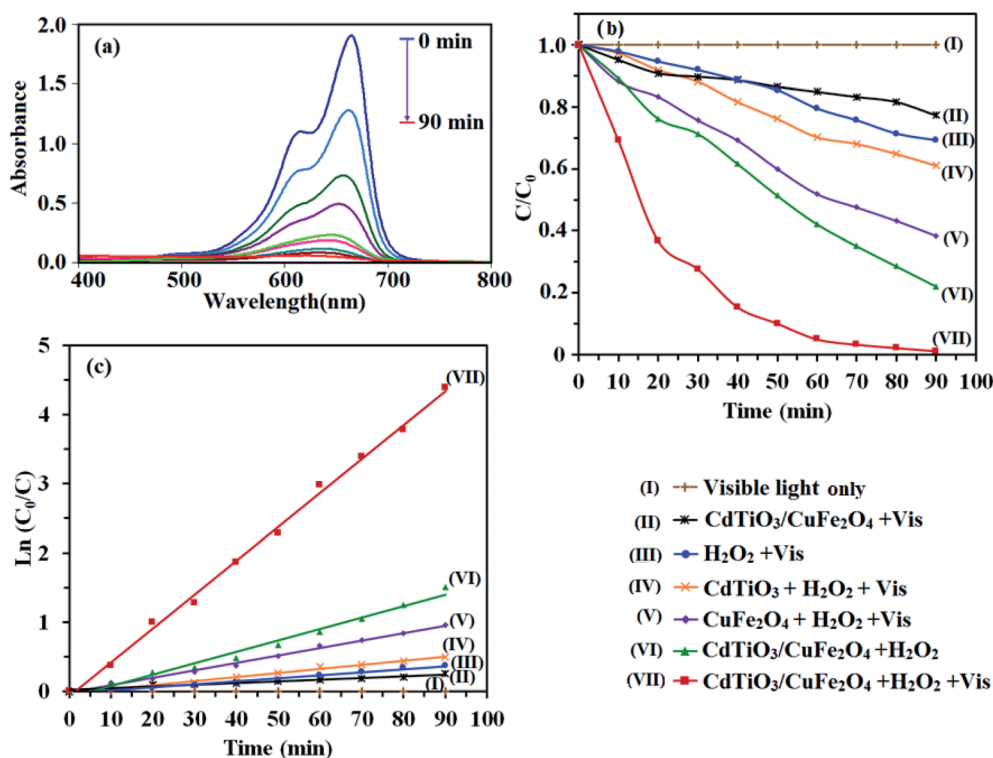 (a)
2.0
1.5
1.0
0.5
0.0
Absorbance
0 min
90 min
400 500 600 700 800
Wavelength(nm)
(b)
1.0
0.8
0.6
0.4
0.2
0
C/C₀
(I)
(II)
(III)
(IV)
(V)
(VI)
(VII)
0 10 20 30 40 50 60 70 80 90 100
Time (min)
(c)
5
4
3
2
1
0
Ln (C₀/C)
(VII)
(VI)
(V)
(IV)
(III)
(II)
(I)
0 10 20 30 40 50 60 70 80 90 100
Time (min)
(I) Visible light only
(II) CdTiO₃/CuFe₂O₄ +Vis
(III) H₂O₂ +Vis
(IV) CdTiO₃ + H₂O₂ + Vis
(V) CuFe₂O₄ + H₂O₂ +Vis
(VI) CdTiO₃/CuFe₂O₄ +H₂O₂
(VII) CdTiO₃/CuFe₂O₄ +H₂O₂ +Vis